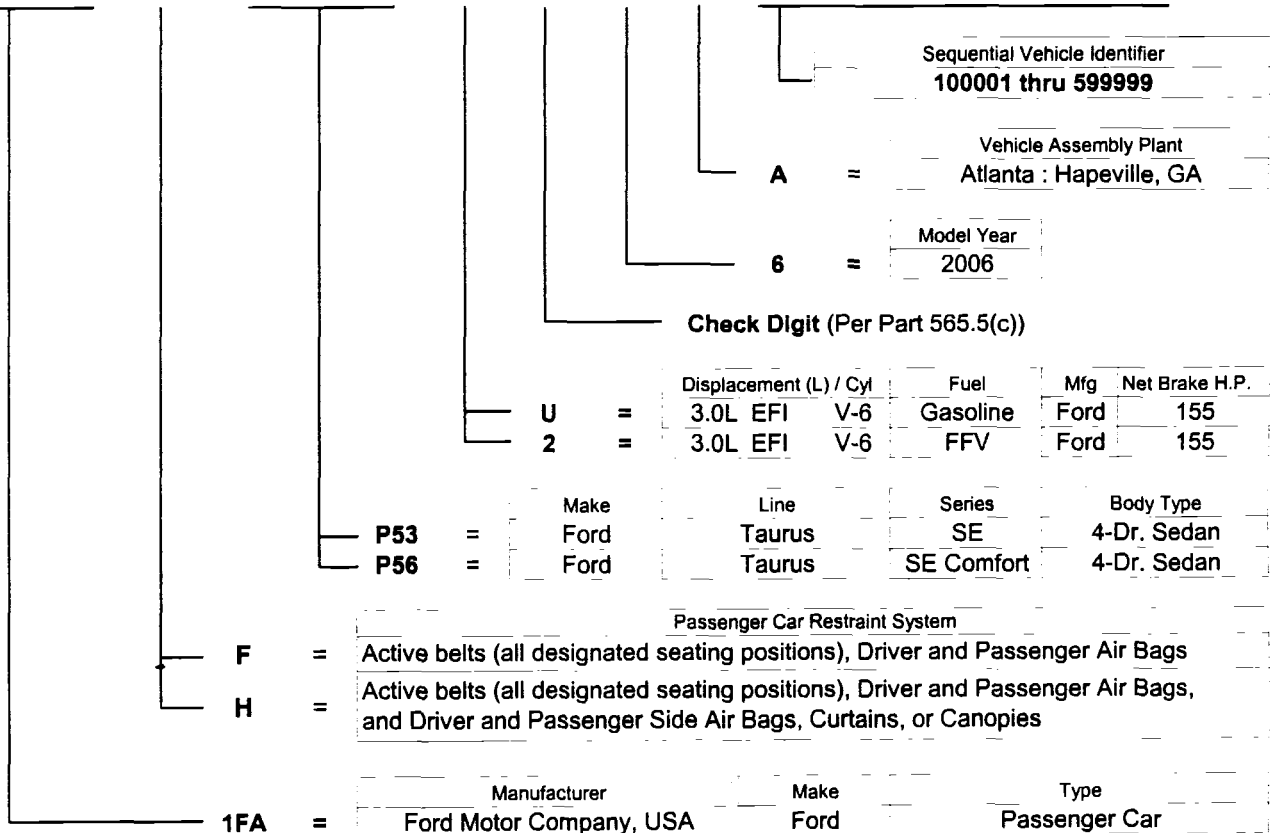 Sequential Vehicle Identifier
100001 thru 599999
Vehicle Assembly Plant
A = Atlanta : Hapeville, GA
Model Year
6 = 2006
Check Digit (Per Part 565.5(c))
Displacement (L) / Cyl Fuel Mfg Net Brake H.P.
U = 3.0L EFI V-6 Gasoline Ford 155
2 = 3.0L EFI V-6 FFV Ford 155
Make Line Series Body Type
P53 = Ford Taurus SE 4-Dr. Sedan
P56 = Ford Taurus SE Comfort 4-Dr. Sedan
Passenger Car Restraint System
F = Active belts (all designated seating positions), Driver and Passenger Air Bags
H = Active belts (all designated seating positions), Driver and Passenger Air Bags,
and Driver and Passenger Side Air Bags, Curtains, or Canopies
Manufacturer Make Type
1FA = Ford Motor Company, USA Ford Passenger Car